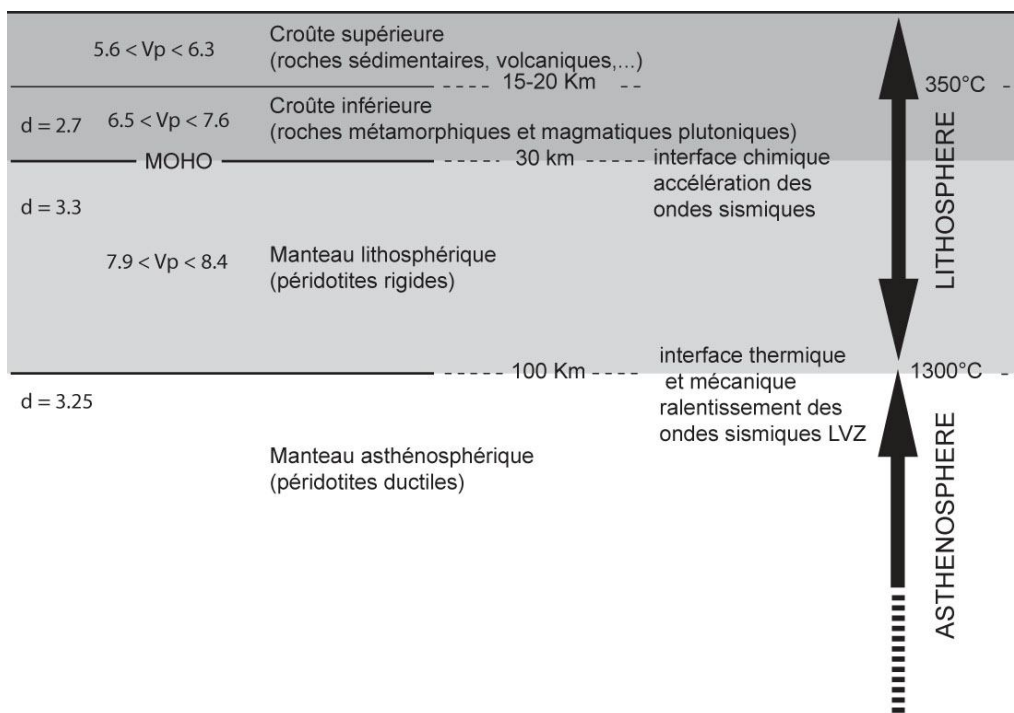 5.6 < Vp < 6.3
Croûte supérieure
(roches sédimentaires, volcaniques,...)
15-20 Km
350°C
d = 2.7
6.5 < Vp < 7.6
Croûte inférieure
(roches métamorphiques et magmatiques plutoniques)
MOHO
30 km
interface chimique
accélération des
ondes sismiques
d = 3.3
7.9 < Vp < 8.4
Manteau lithosphérique
(péridotites rigides)
LITHOSPHERE
100 Km
interface thermique
et mécanique
ralentissement des
ondes sismiques LVZ
1300°C
d = 3.25
Manteau asthénosphérique
(péridotites ductiles)
ASTHENOSPHERE